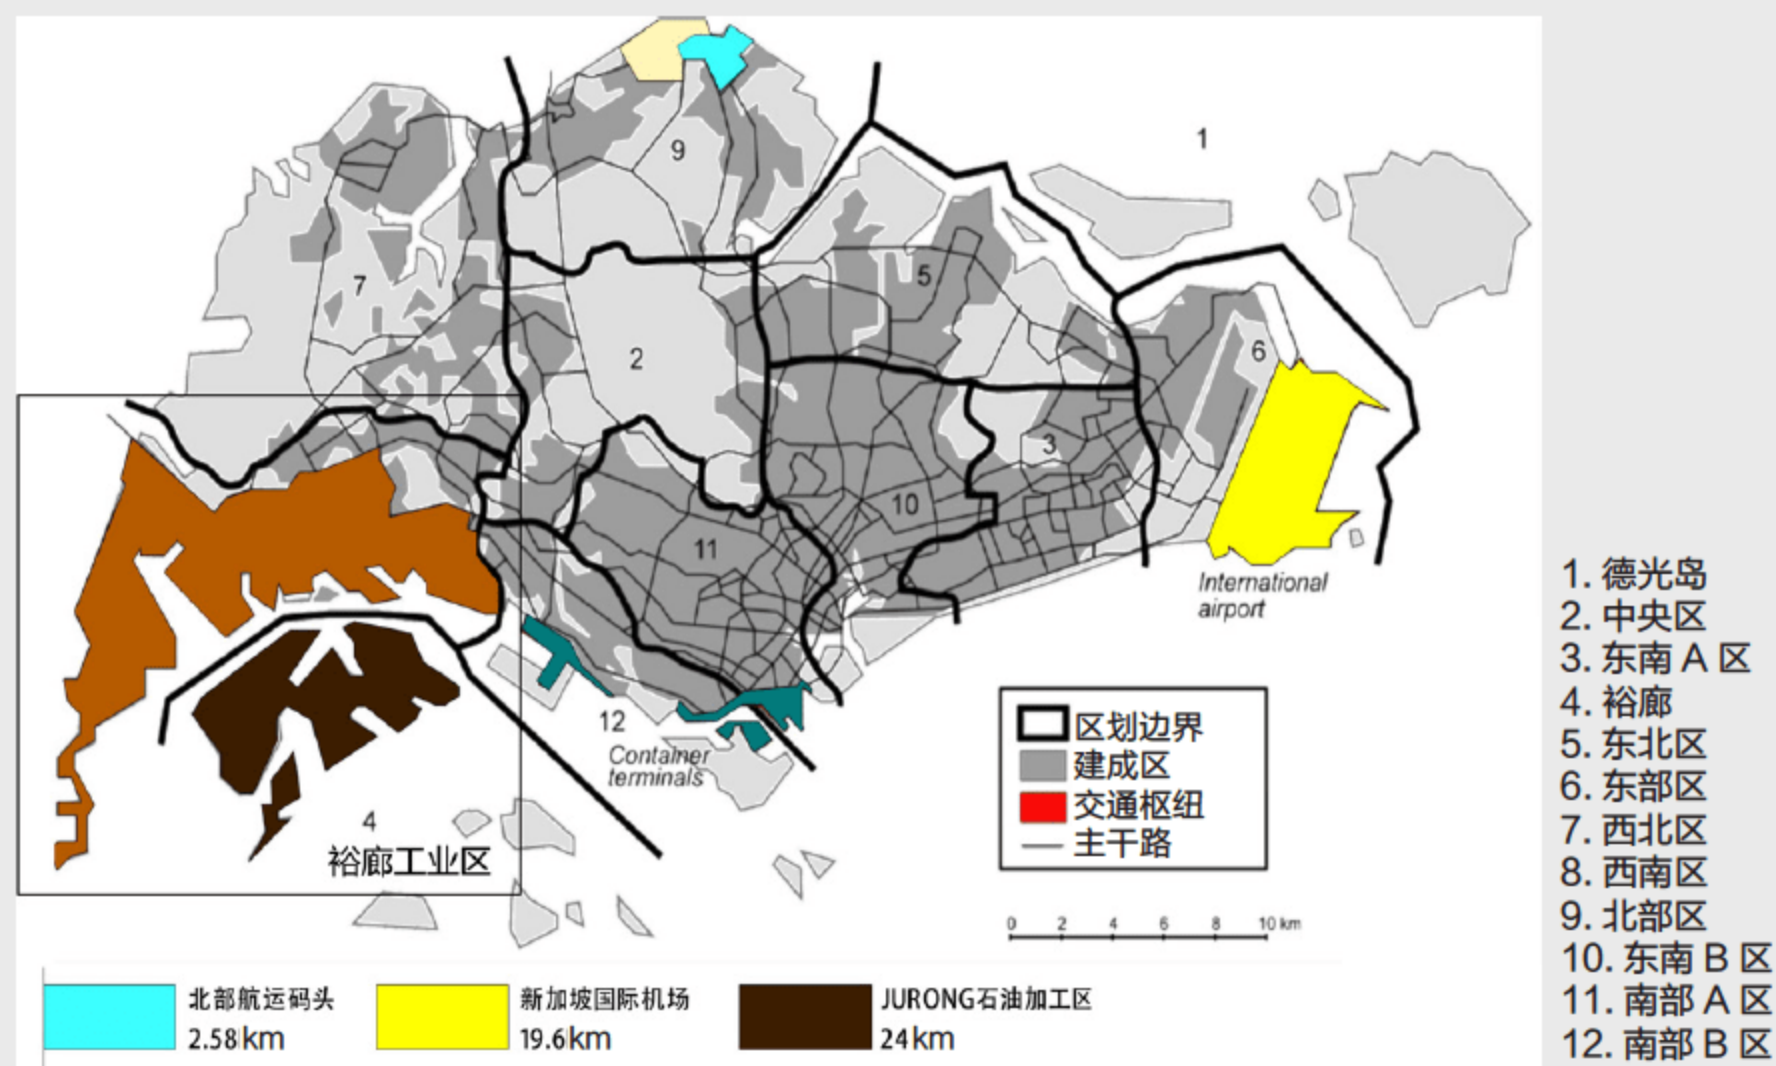 1
9
7
5
2
6
3
10
11
International
airport
12
Container
terminals
4
裕廊工业区
区划边界
建成区
交通枢纽
主干路
0 2 4 6 8 10 km
北部航运码头
2.58km
新加坡国际机场
19.6km
JURONG石油加工区
24km
1. 德光岛
2. 中央区
3. 东南 A 区
4. 裕廊
5. 东北区
6. 东部区
7. 西北区
8. 西南区
9. 北部区
10. 东南 B 区
11. 南部 A 区
12. 南部 B 区